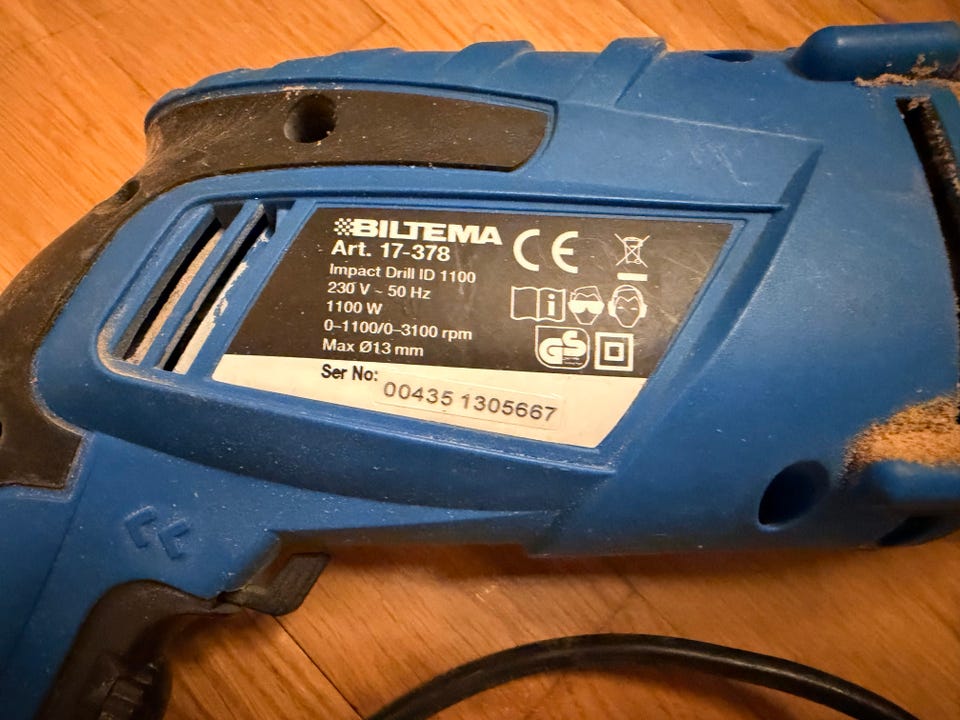 BILTEMA
Art. 17-378
Impact Drill ID 1100
230 V ~ 50 Hz
1100 W
0–1100/0–3100 rpm
Max Ø13 mm
CE
i
GS
Ser No:
00435 1305667